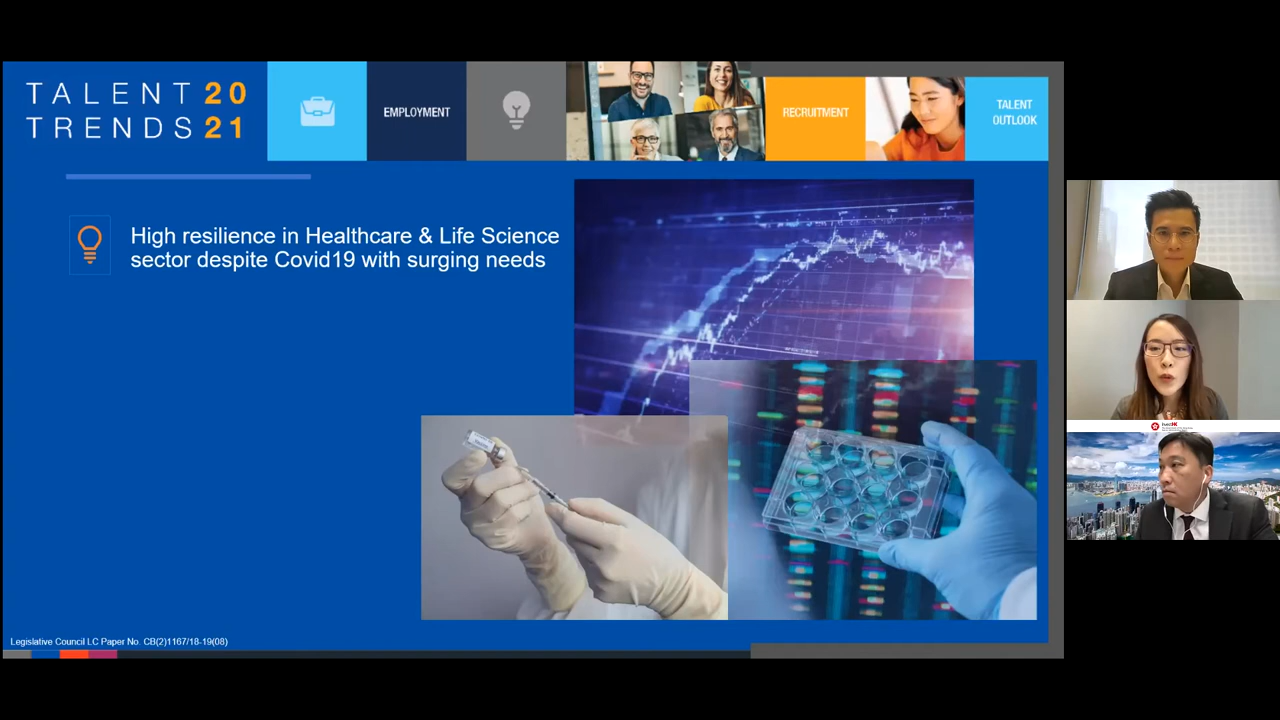 TALENT 20
TRENDS 21
EMPLOYMENT
RECRUITMENT
TALENT
OUTLOOK
High resilience in Healthcare & Life Science
sector despite Covid19 with surging needs
Legislative Council LC Paper No. CB(2)1167/18-19(08)